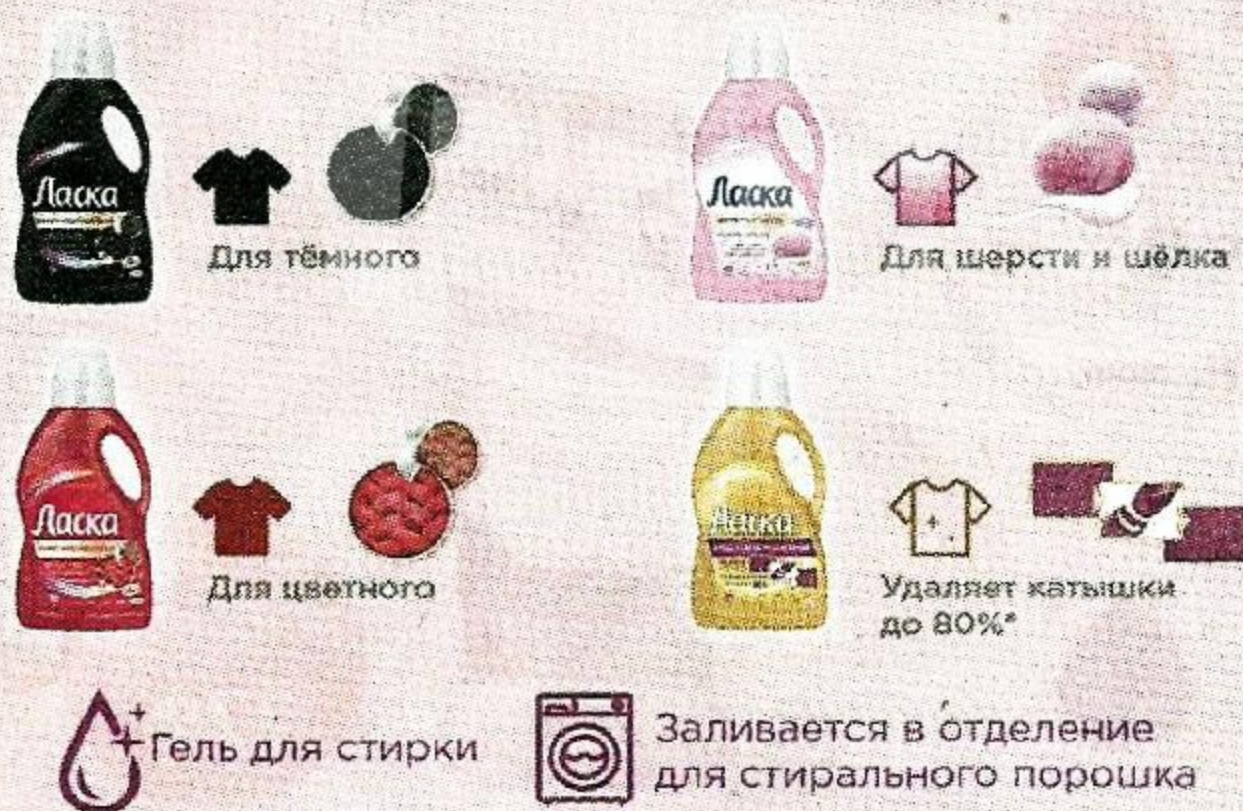 Ласка
Для тёмного
Ласка
Для шерсти и шёлка
Ласка
Для цветного
Ласка
Удаляет катышки
до 80%*
Гель для стирки
Заливается в отделение
для стирального порошка